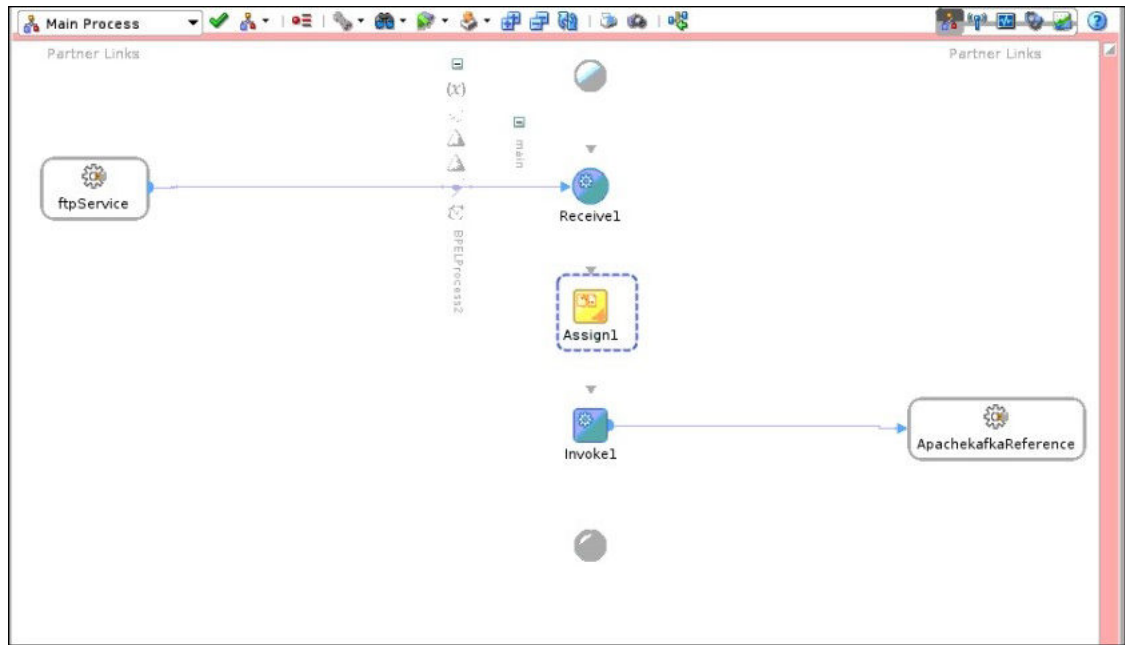 Main Process
Partner Links
Partner Links
(x)
main
ftpService
Receive1
BPELProcess2
Assign1
Invoke1
ApachekafkaReference